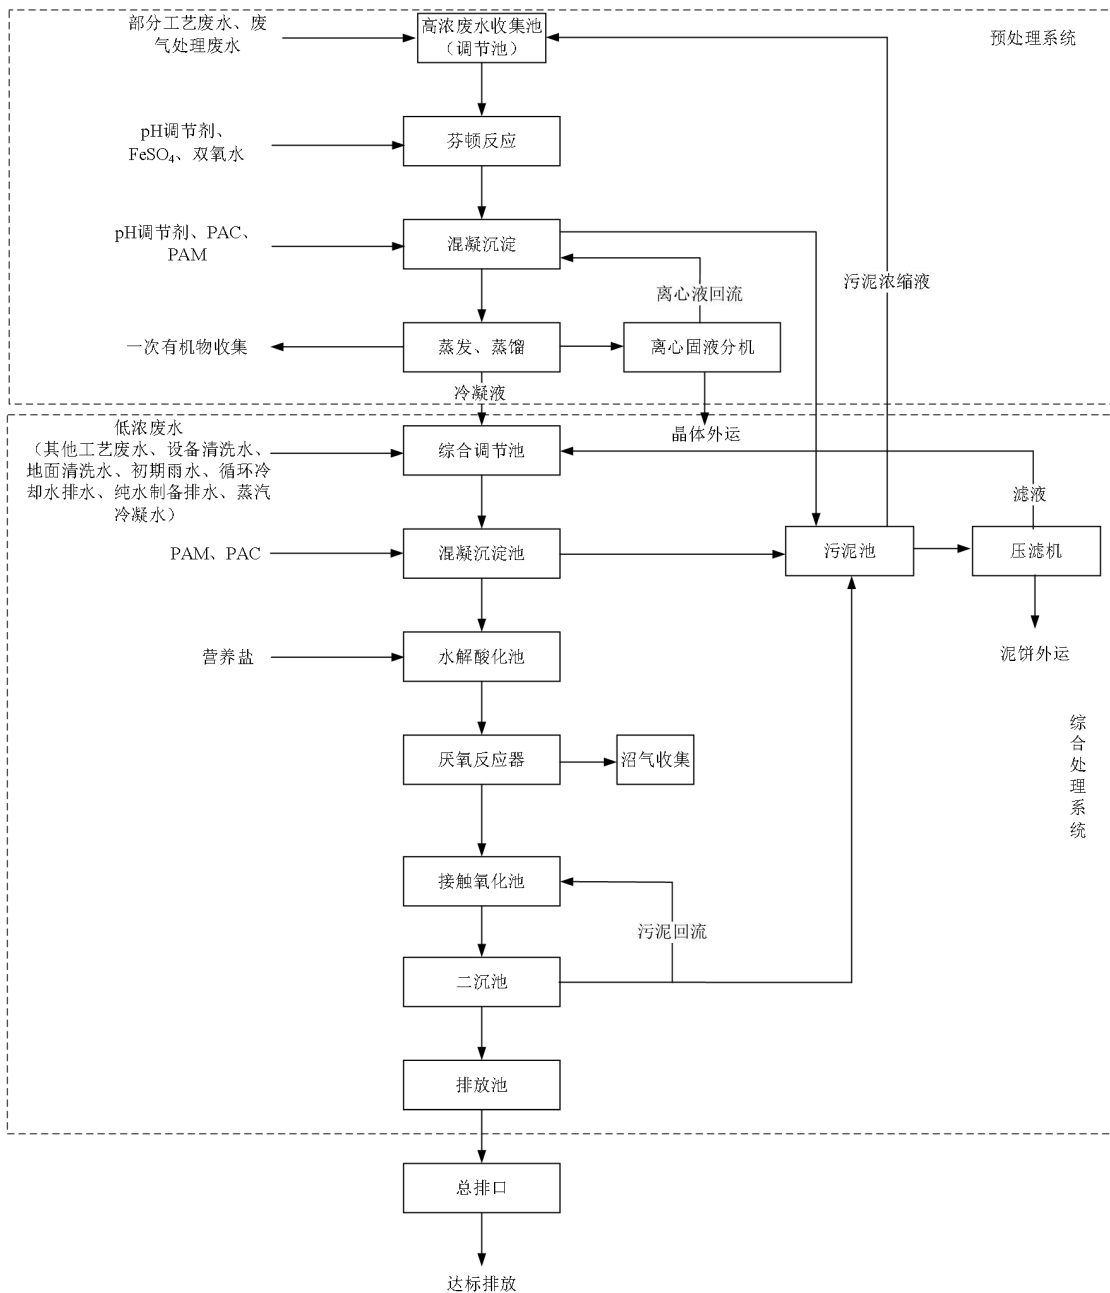 部分工艺废水、废
气处理废水
高浓废水收集池
（调节池）
预处理系统
pH调节剂、
FeSO₄、双氧水
芬顿反应
pH调节剂、PAC、
PAM
混凝沉淀
离心液回流
污泥浓缩液
一次有机物收集
蒸发、蒸馏
离心固液分机
冷凝液
晶体外运
低浓废水
（其他工艺废水、设备清洗水、
地面清洗水、初期雨水、循环冷
却水排水、纯水制备排水、蒸汽
冷凝水）
综合调节池
滤液
PAM、PAC
混凝沉淀池
污泥池
压滤机
营养盐
水解酸化池
泥饼外运
综
合
处
理
系
统
厌氧反应器
沼气收集
接触氧化池
污泥回流
二沉池
排放池
总排口
达标排放